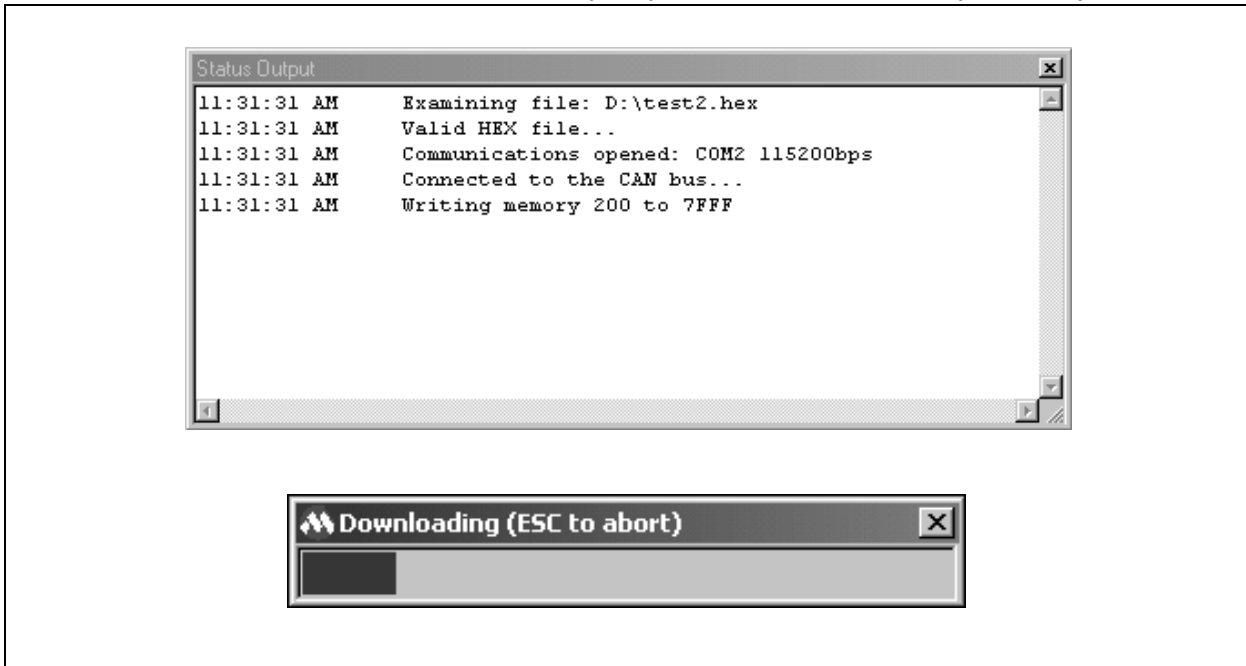 Status Output
11:31:31 AM Examining file: D:\test2.hex
11:31:31 AM Valid HEX file...
11:31:31 AM Communications opened: COM2 115200bps
11:31:31 AM Connected to the CAN bus...
11:31:31 AM Writing memory 200 to 7FFF
Downloading (ESC to abort)